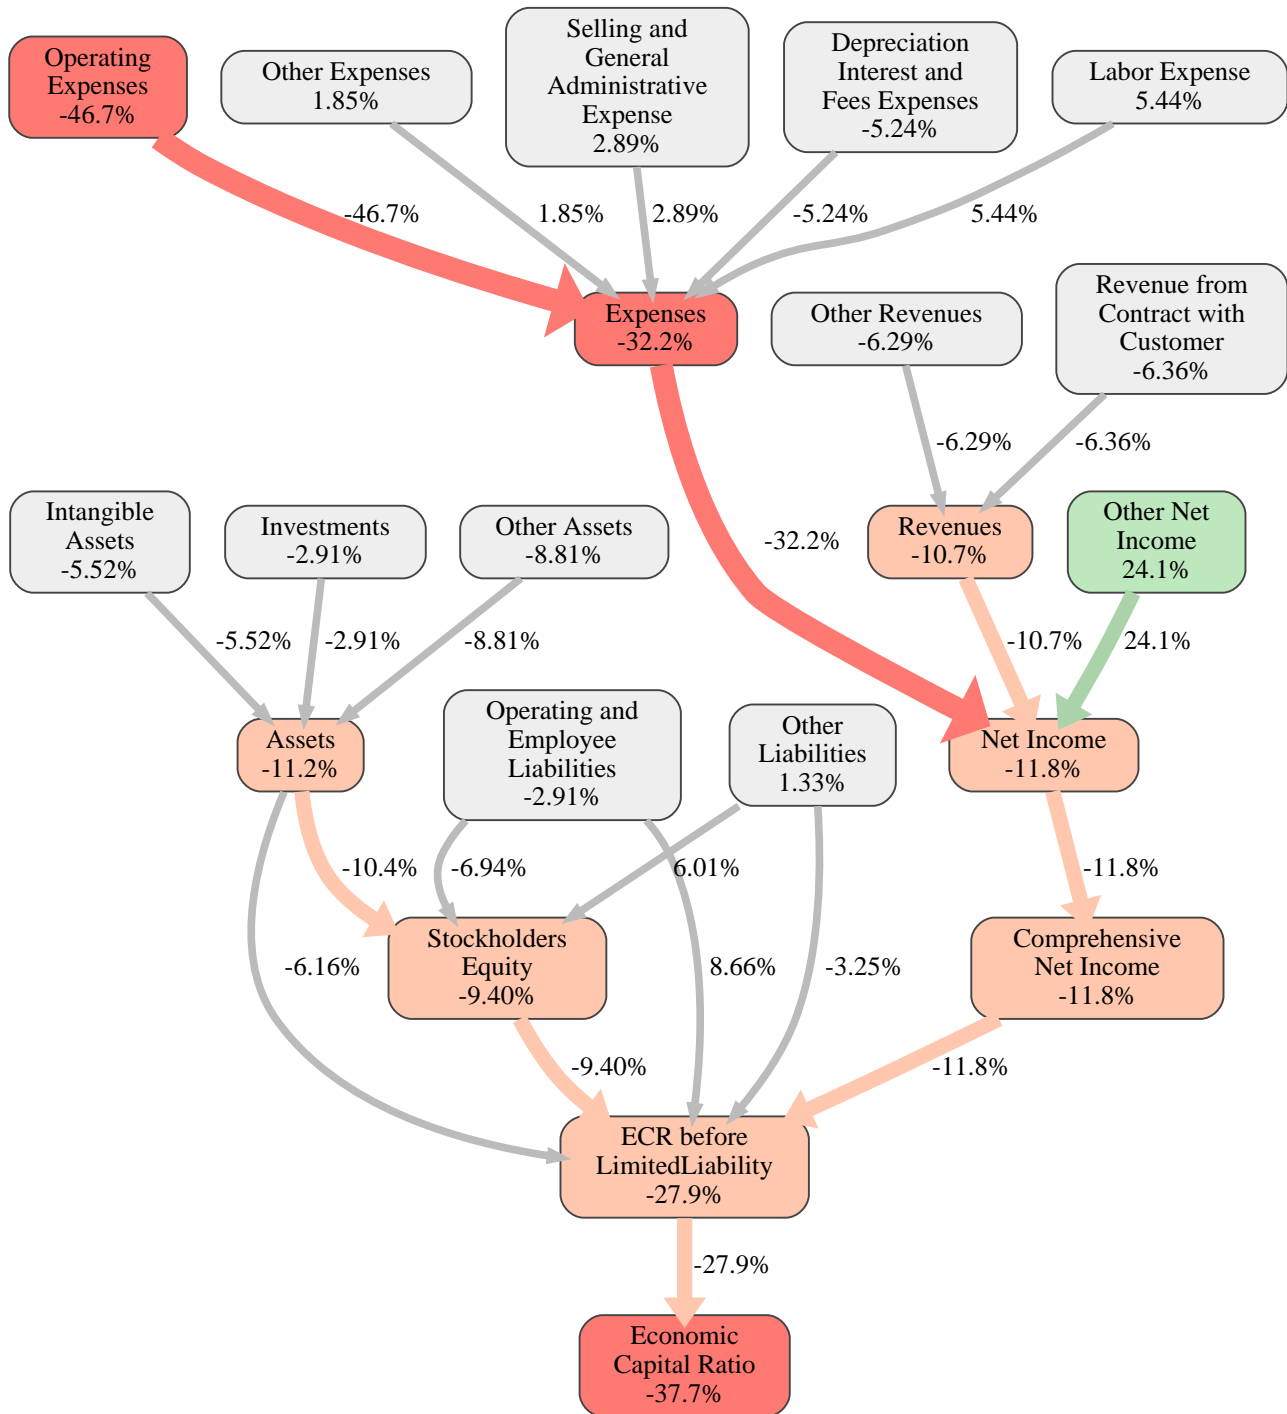 Operating
Expenses
-46.7%
Other Expenses
1.85%
Selling and
General
Administrative
Expense
2.89%
Depreciation
Interest and
Fees Expenses
-5.24%
Labor Expense
5.44%
-46.7%
1.85%
2.89%
-5.24%
5.44%
Expenses
-32.2%
Other Revenues
-6.29%
Revenue from
Contract with
Customer
-6.36%
-6.29%
-6.36%
Intangible
Assets
-5.52%
Investments
-2.91%
Other Assets
-8.81%
-32.2%
Revenues
-10.7%
Other Net
Income
24.1%
-5.52%
-2.91%
-8.81%
-10.7%
24.1%
Assets
-11.2%
Operating and
Employee
Liabilities
-2.91%
Other
Liabilities
1.33%
Net Income
-11.8%
-10.4%
-6.94%
6.01%
-11.8%
-6.16%
Stockholders
Equity
-9.40%
8.66%
-3.25%
Comprehensive
Net Income
-11.8%
-9.40%
-11.8%
ECR before
LimitedLiability
-27.9%
-27.9%
Economic
Capital Ratio
-37.7%